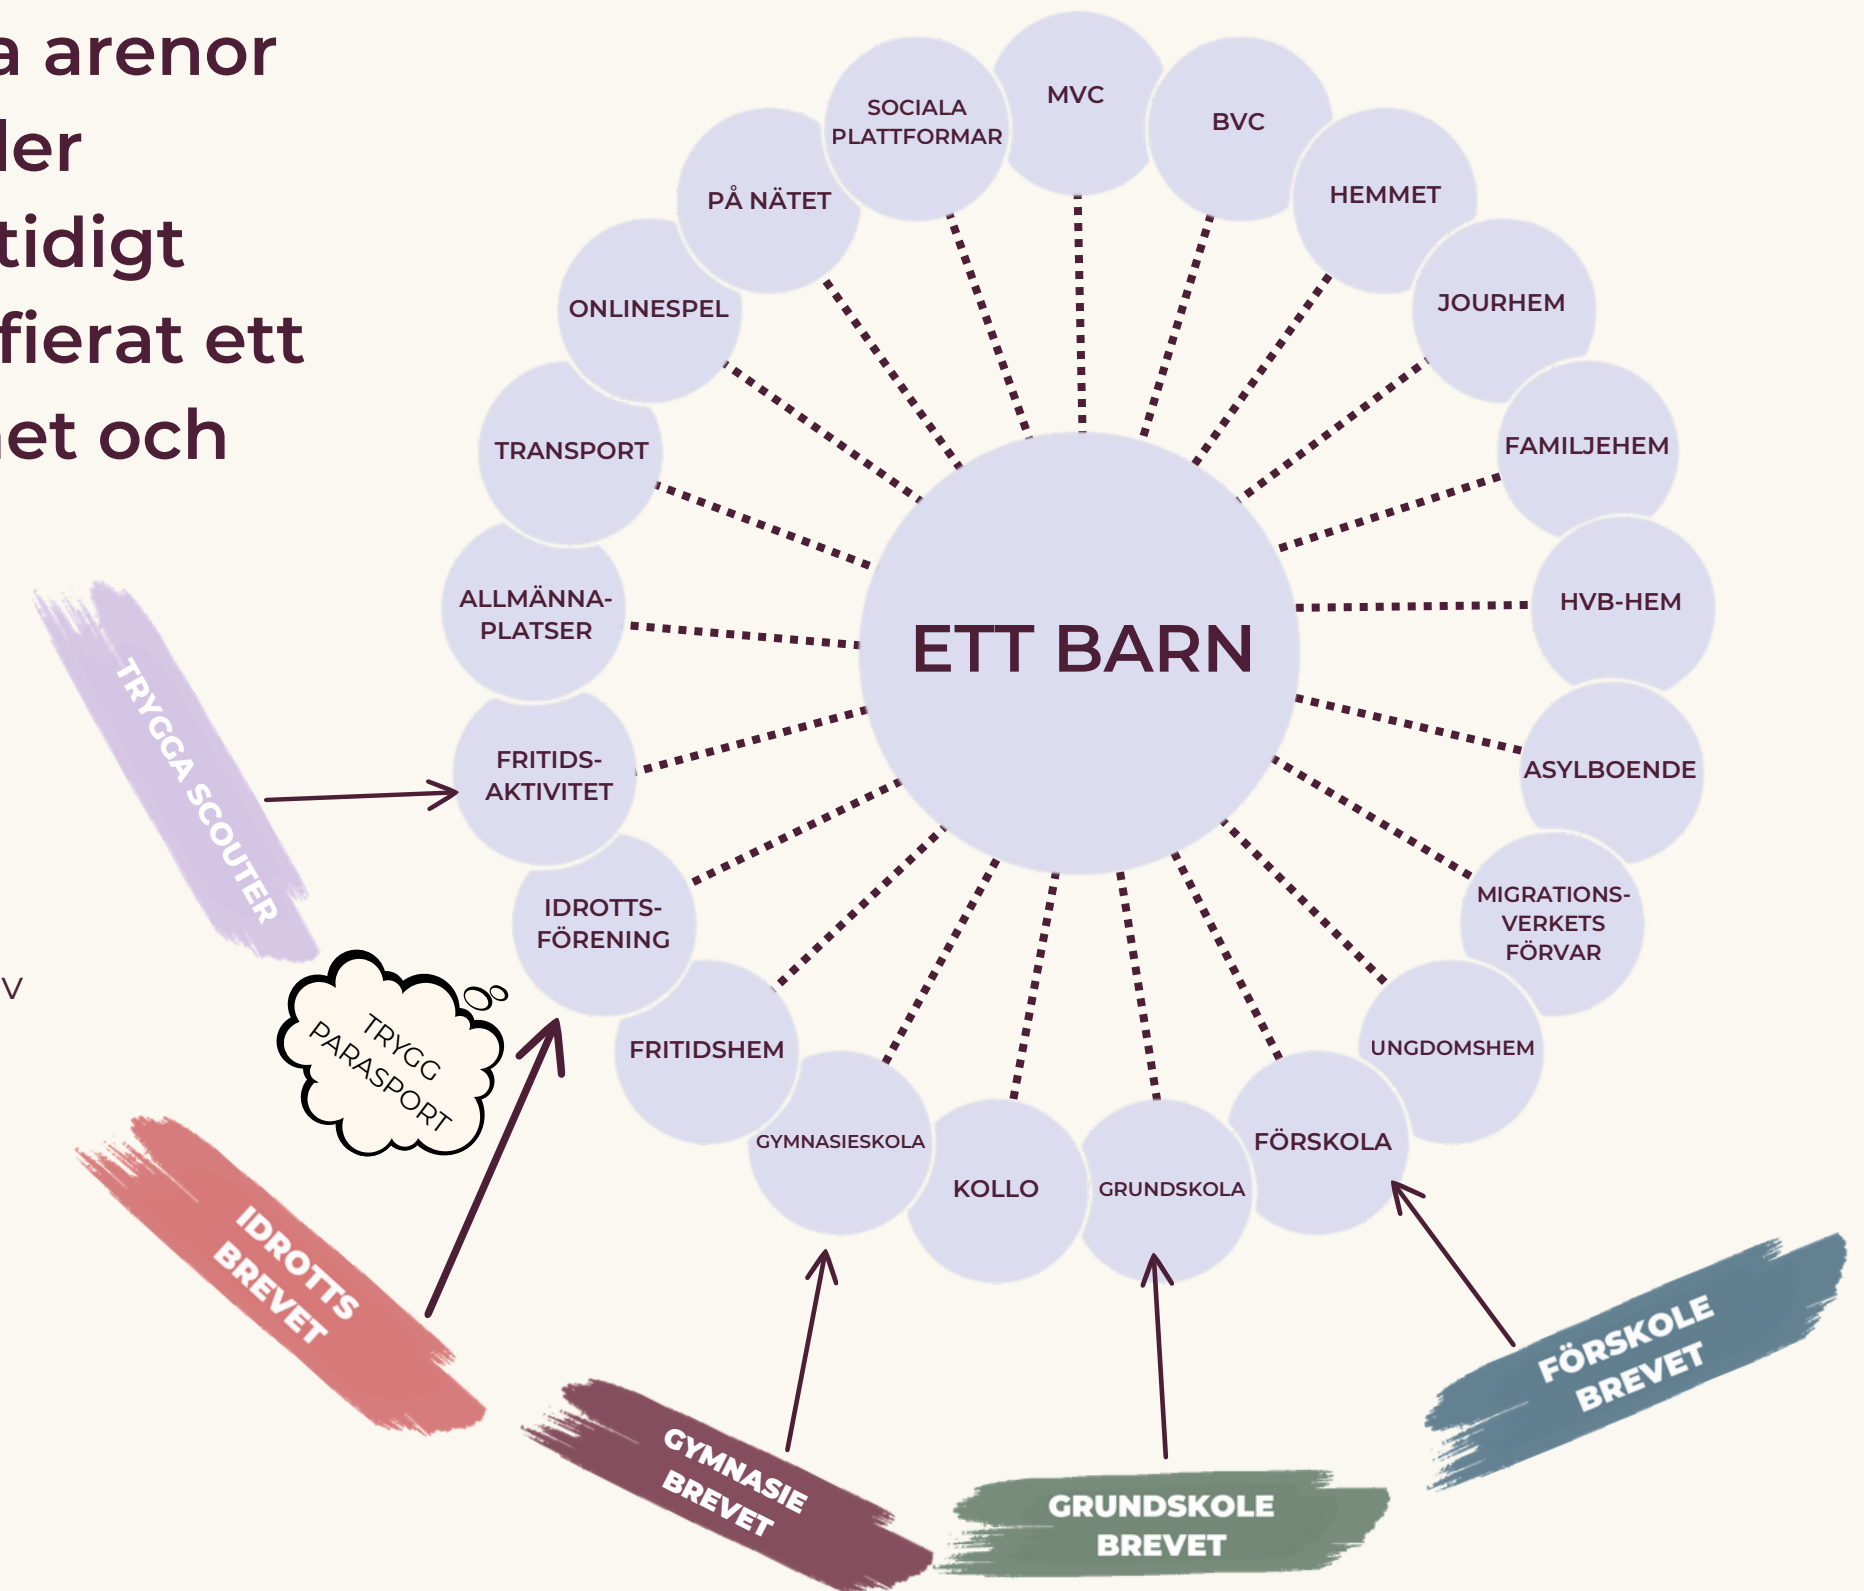 a arenor
der
tidigt
fierat ett
het och
V
MVC
BVC
HEMMET
JOURHEM
FAMILJEHEM
HVB-HEM
ASYLBOENDE
MIGRATIONS-
VERKETS
FÖRVAR
UNGDOMSHEM
FÖRSKOLA
GRUNDSKOLA
KOLLO
GYMNASIESKOLA
FRITIDSHEM
IDROTTS-
FÖRENING
FRITIDS-
AKTIVITET
ALLMÄNNA-
PLATSER
TRANSPORT
ONLINESPEL
PÅ NÄTET
SOCIALA
PLATTFORMAR
ETT BARN
TRYGGA SCOUTER
TRYGG
PARASPORT
IDROTTS
BREVET
GYMNASIE
BREVET
GRUNDSKOLE
BREVET
FÖRSKOLE
BREVET